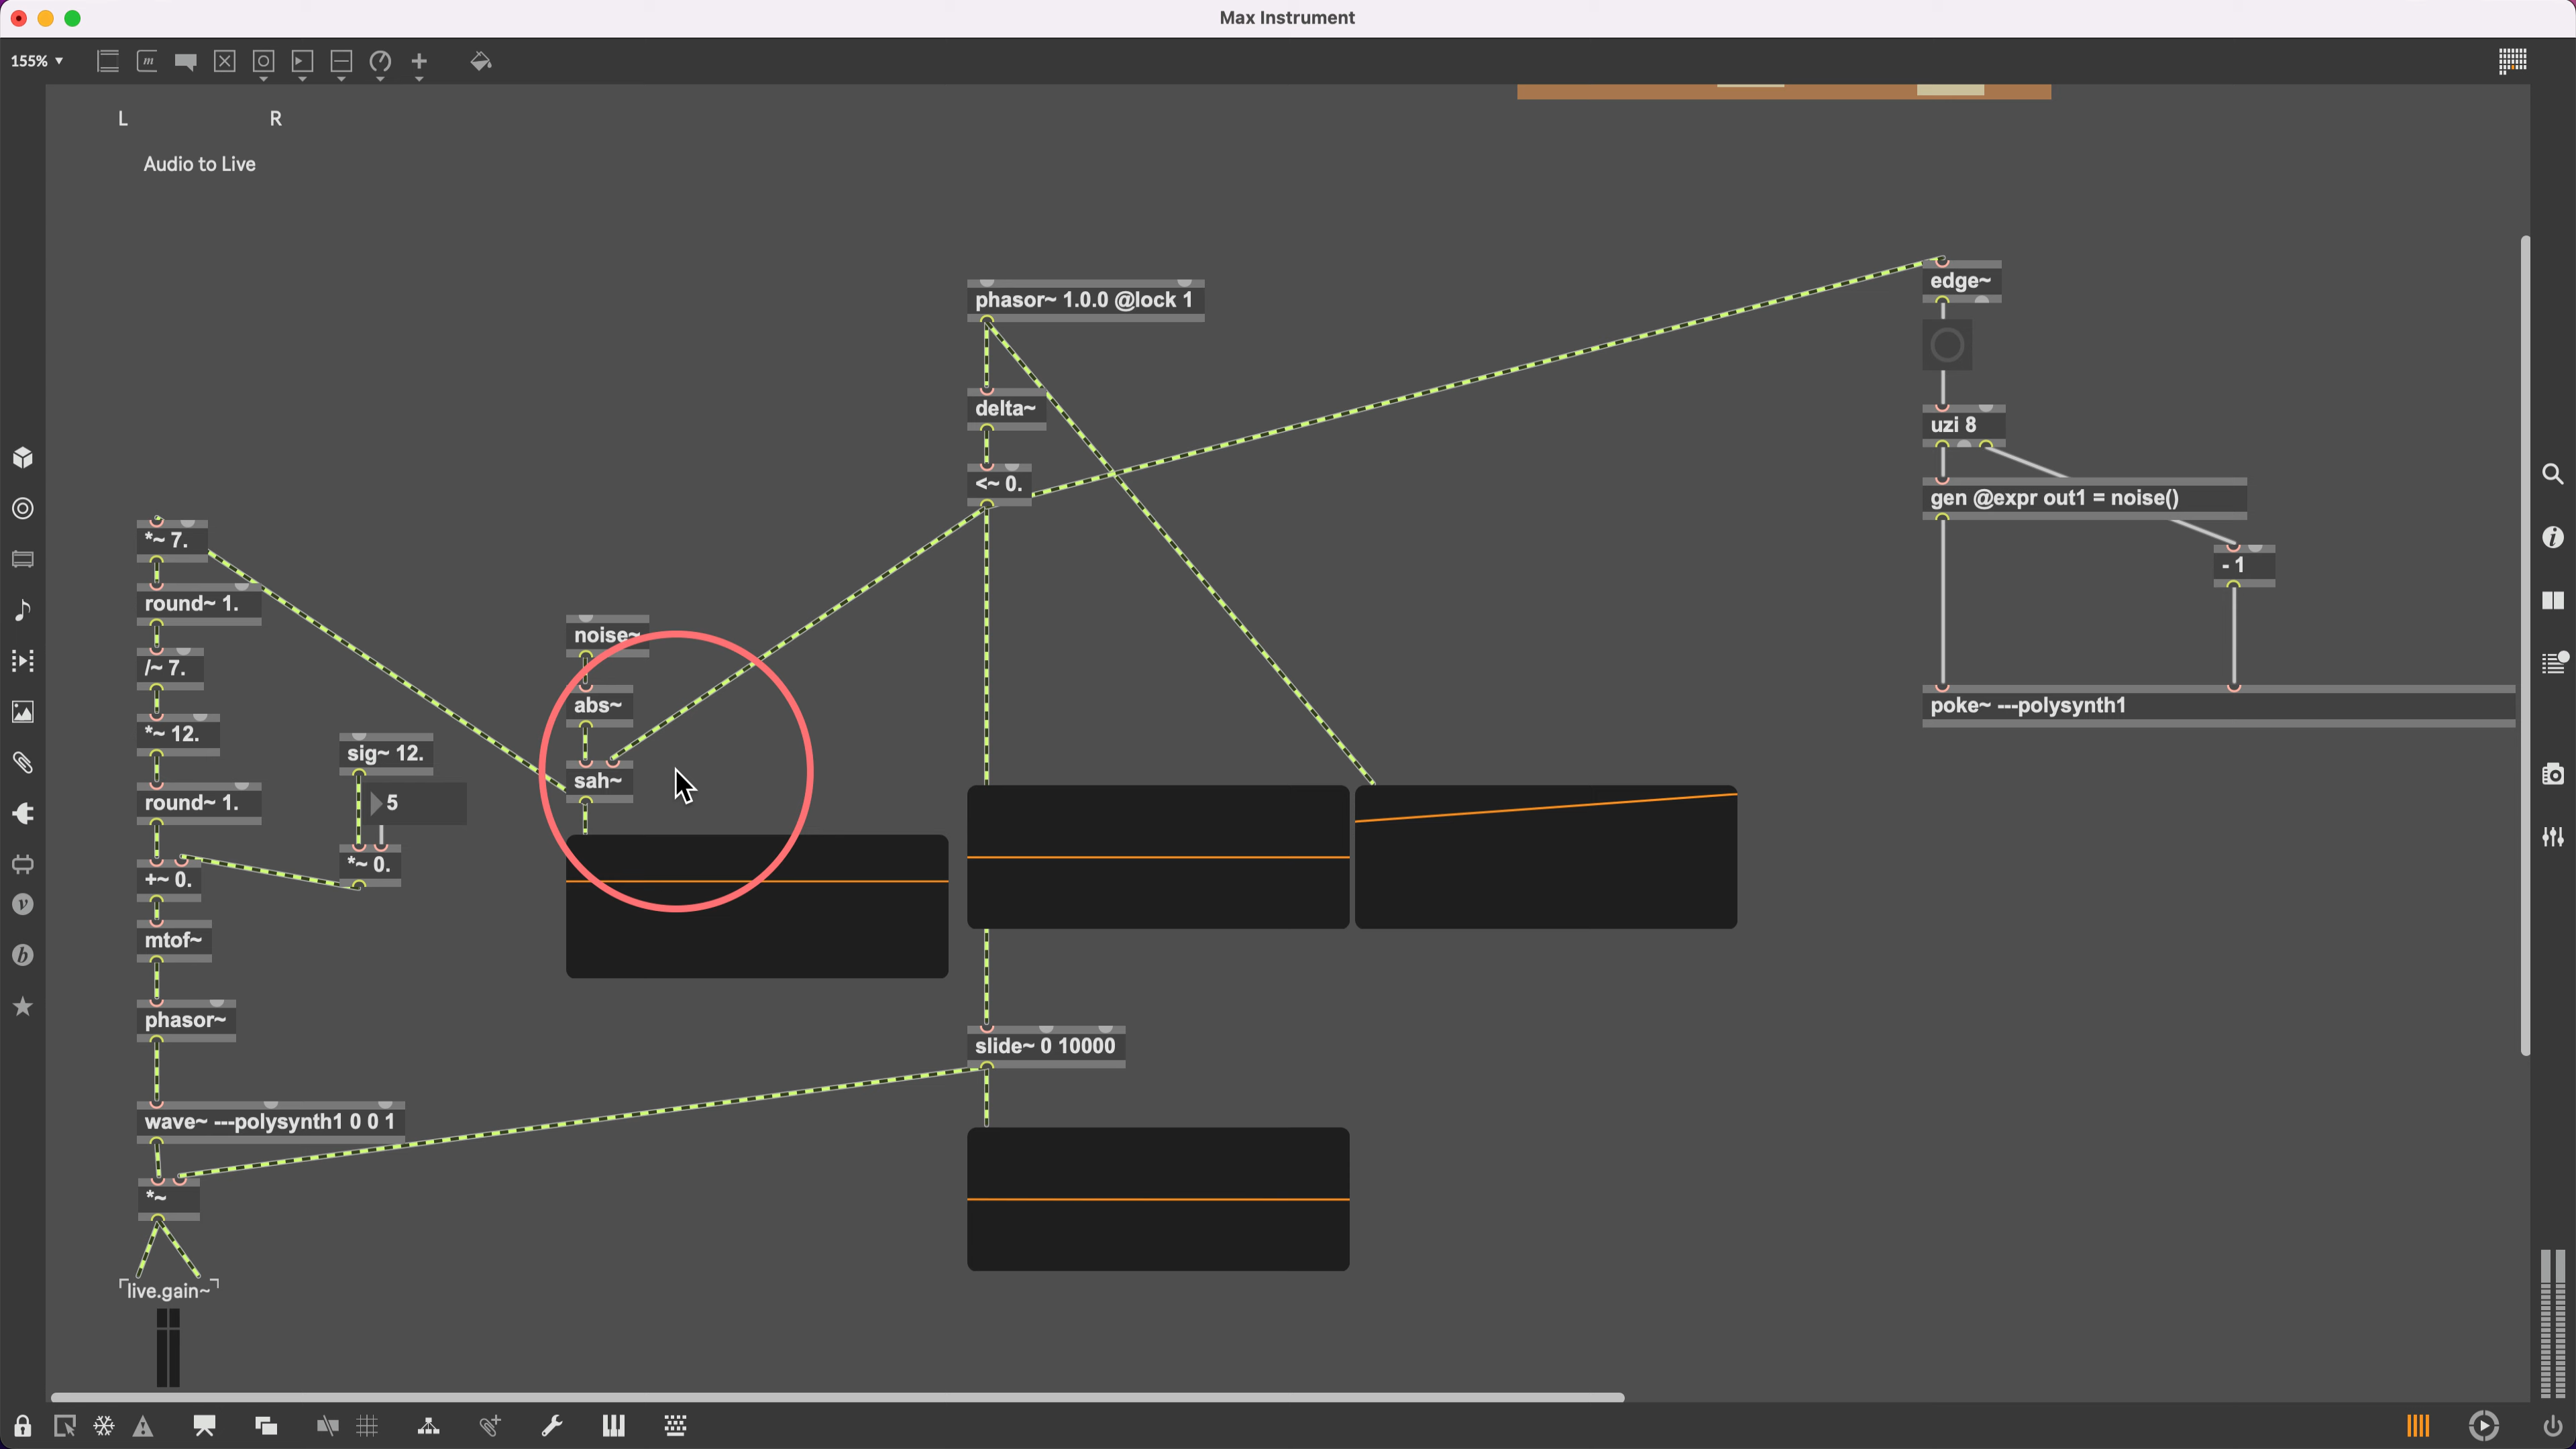 Max Instrument
155%
L R
Audio to Live
phasor~ 1.0.0 @lock 1
edge~
delta~
uzi 8
<~ 0.
gen @expr out1 = noise()
*~ 7.
- 1
round~ 1.
noise~
/~ 7.
abs~
poke~ ---polysynth1
*~ 12.
sig~ 12.
sah~
round~ 1.
5
*~ 0.
+~ 0.
mtof~
phasor~
slide~ 0 10000
wave~ ---polysynth1 0 0 1
*~
live.gain~